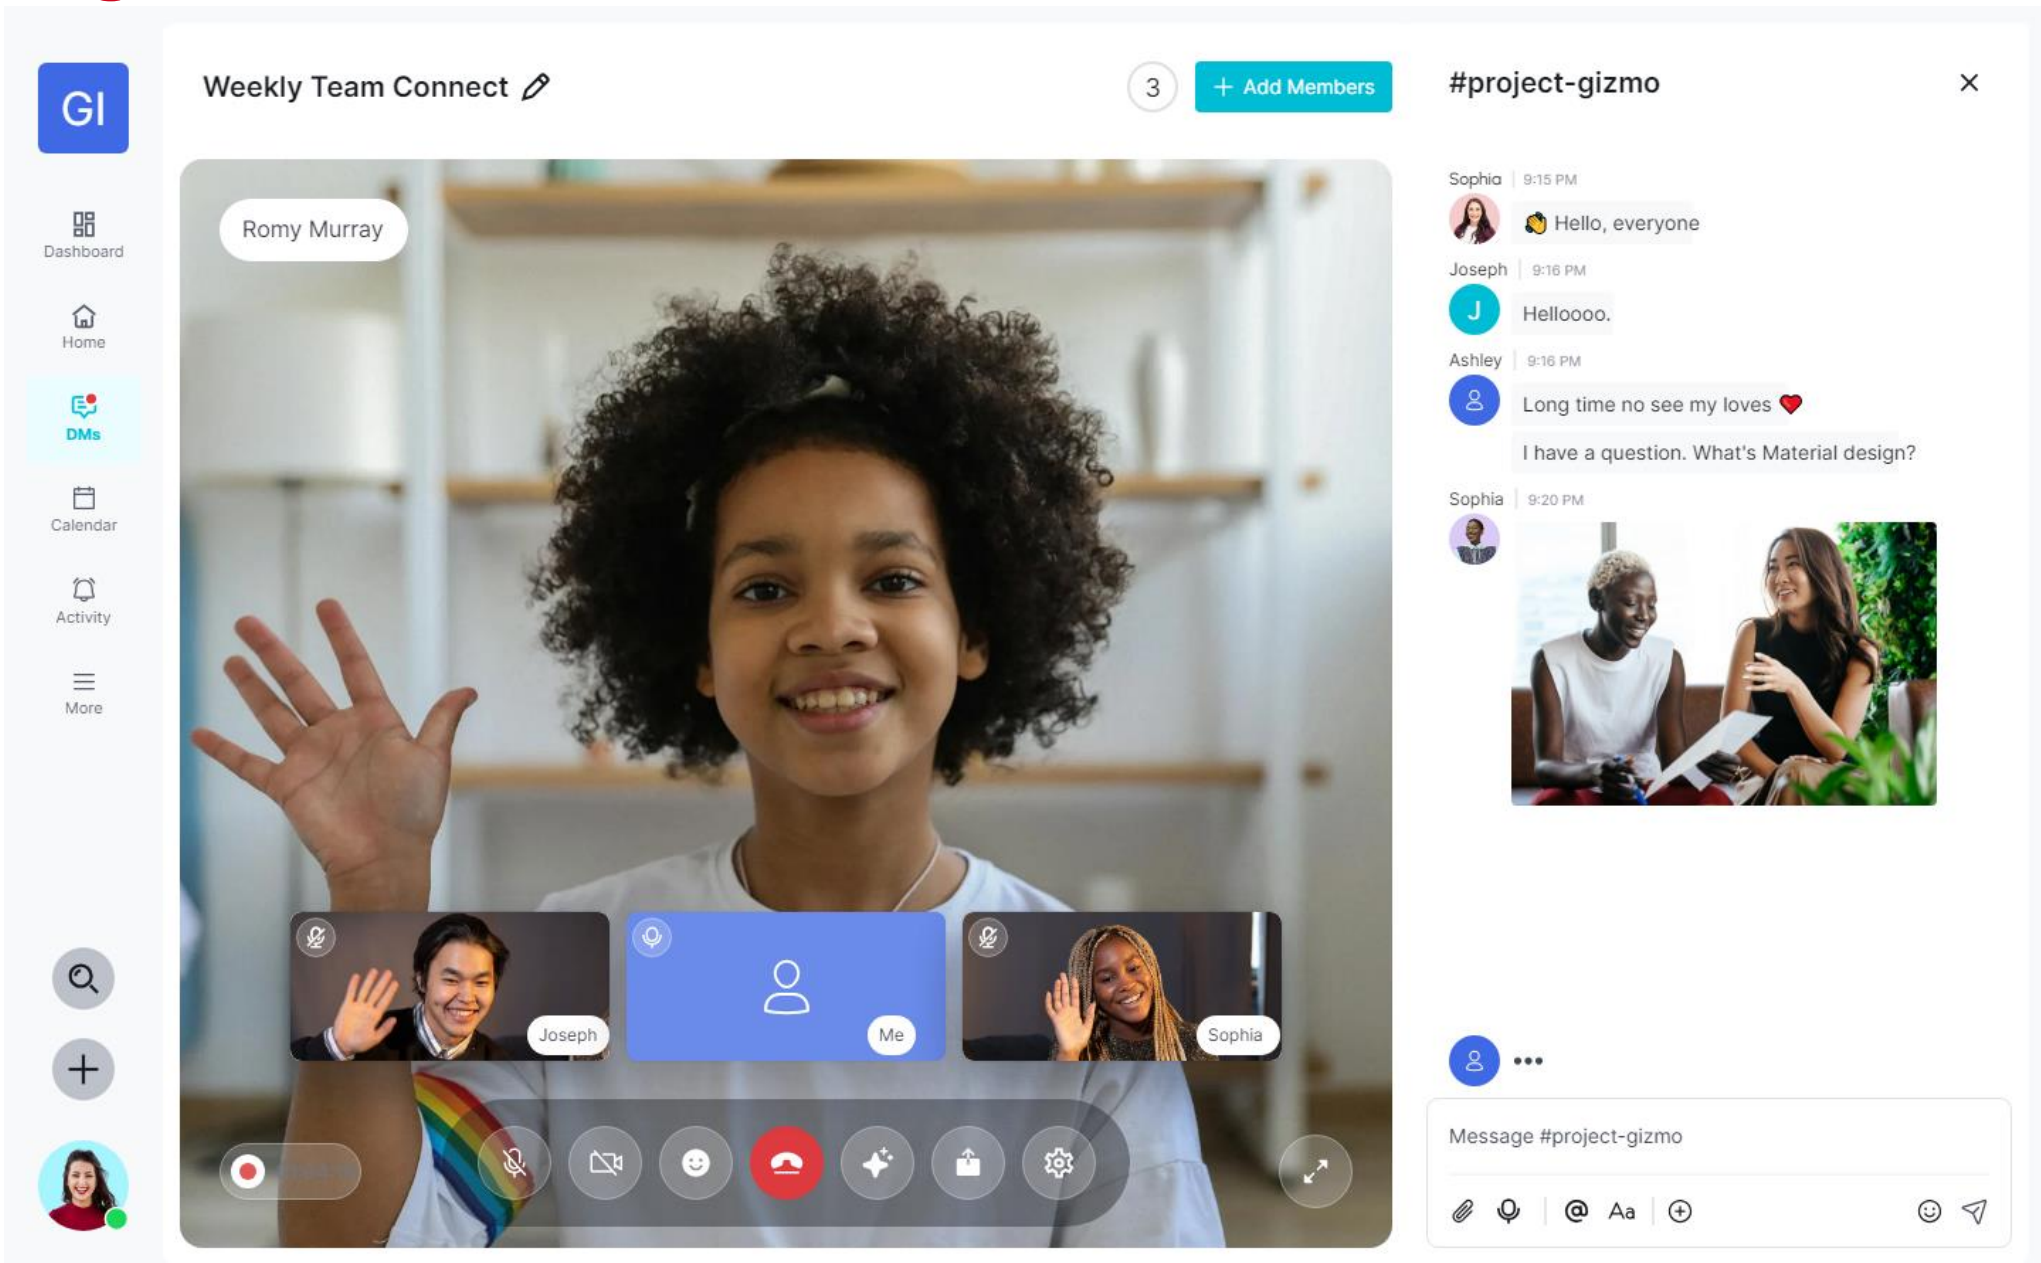 GI
Dashboard
Home
DMs
Calendar
Activity
More
Weekly Team Connect
3
+ Add Members
Romy Murray
Joseph
Me
Sophia
#project-gizmo
Sophia 9:15 PM
👏 Hello, everyone
Joseph 9:16 PM
J
Helloooo.
Ashley 9:16 PM
Long time no see my loves ❤️
I have a question. What's Material design?
Sophia 9:20 PM
Message #project-gizmo
@ Aa